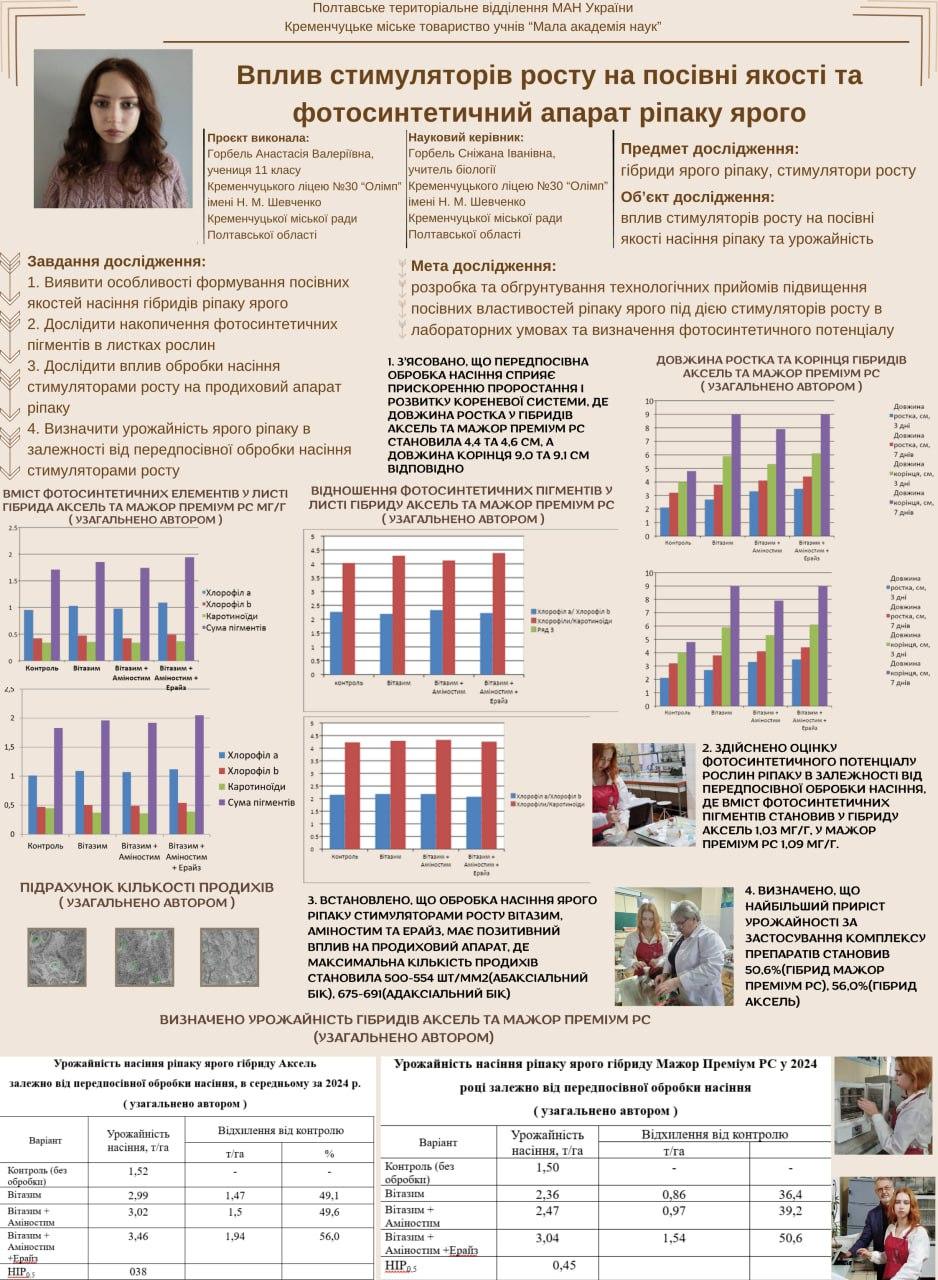 Полтавське територіальне відділення МАН України
Кременчуцьке міське товариство учнів “Мала академія наук”
Вплив стимуляторів росту на посівні якості та
фотосинтетичний апарат ріпаку ярого
Проєкт виконала:
Горбель Анастасія Валеріївна,
учениця 11 класу
Кременчуцького ліцею №30 “Олімп”
імені Н. М. Шевченко
Кременчуцької міської ради
Полтавської області
Науковий керівник:
Горбель Сніжана Іванівна,
учитель біології
Кременчуцького ліцею №30 “Олімп”
імені Н. М. Шевченко
Кременчуцької міської ради
Полтавської області
Предмет дослідження:
гібриди ярого ріпаку, стимулятори росту
Об’єкт дослідження:
вплив стимуляторів росту на посівні
якості насіння ріпаку та урожайність
Завдання дослідження:
1. Виявити особливості формування посівних
якостей насіння гібридів ріпаку ярого
2. Дослідити накопичення фотосинтетичних
пігментів в листках рослин
3. Дослідити вплив обробки насіння
стимуляторами росту на продиховий апарат
ріпаку
4. Визначити урожайність ярого ріпаку в
залежності від передпосівної обробки насіння
стимуляторами росту
Мета дослідження:
розробка та обгрунтування технологічних прийомів підвищення
посівних властивостей ріпаку ярого під дією стимуляторів росту в
лабораторних умовах та визначення фотосинтетичного потенціалу
1. З’ЯСОВАНО, ЩО ПЕРЕДПОСІВНА
ОБРОБКА НАСІННЯ СПРИЯЄ
ПРИСКОРЕННЮ ПРОРОСТАННЯ І
РОЗВИТКУ КОРЕНЕВОЇ СИСТЕМИ, ДЕ
ДОВЖИНА РОСТКА У ГІБРИДІВ
АКСЕЛЬ ТА МАЖОР ПРЕМІУМ РС
СТАНОВИЛА 4,4 ТА 4,6 СМ, А
ДОВЖИНА КОРІНЦЯ 9,0 ТА 9,1 СМ
ВІДПОВІДНО
ДОВЖИНА РОСТКА ТА КОРІНЦЯ ГІБРИДІВ
АКСЕЛЬ ТА МАЖОР ПРЕМІУМ РС
( УЗАГАЛЬНЕНО АВТОРОМ )
10
9
8
7
6
5
4
3
2
1
0
Контроль
Вітазим
Вітазим +
Аміностим
Вітазим +
Аміностим +
Ерайз
Довжина
ростка, см,
3 дні
Довжина
ростка, см,
7 днів
Довжина
корінця, см,
3 дні
Довжина
корінця, см,
7 днів
ВМІСТ ФОТОСИНТЕТИЧНИХ ЕЛЕМЕНТІВ У ЛИСТІ
ГІБРИДА АКСЕЛЬ ТА МАЖОР ПРЕМІУМ РС МГ/Г
( УЗАГАЛЬНЕНО АВТОРОМ )
2.5
2
1.5
1
0.5
0
Контроль
Вітазим
Вітазим +
Аміностим
Вітазим +
Аміностим +
Ерайз
Хлорофіл a
Хлорофіл b
Каротиноїди
Сума пігментів
ВІДНОШЕННЯ ФОТОСИНТЕТИЧНИХ ПІГМЕНТІВ У
ЛИСТІ ГІБРИДУ АКСЕЛЬ ТА МАЖОР ПРЕМІУМ РС
( УЗАГАЛЬНЕНО АВТОРОМ )
5
4.5
4
3.5
3
2.5
2
1.5
1
0.5
0
контроль
Вітазим
Вітазим +
Аміностим
Вітазим +
Аміностим +
Ерайз
Хлорофіл a/ Хлорофіл b
Хлорофіли/Каротиноїди
Ряд 3
10
9
8
7
6
5
4
3
2
1
0
Контроль
Вітазим
Вітазим +
Аміностим
Вітазим +
Аміностим +
Ерайз
Довжина
ростка, см,
3 дні
Довжина
ростка, см,
7 днів
Довжина
корінця, см,
3 дні
Довжина
корінця, см,
7 днів
2,5
2
1,5
1
0,5
0
Контроль
Вітазим
Вітазим +
Аміностим
Вітазим +
Аміностим
+ Ерайз
Хлорофіл a
Хлорофіл b
Каротиноїди
Сума пігментів
5
4.5
4
3.5
3
2.5
2
1.5
1
0.5
0
Контроль
Вітазим
Вітазим +
Аміностим
Вітазим +
Аміностим +
Ерайз
Хлорофіл a/Хлорофіл b
Хлорофіли/Каротиноїди
2. ЗДІЙСНЕНО ОЦІНКУ
ФОТОСИНТЕТИЧНОГО ПОТЕНЦІАЛУ
РОСЛИН РІПАКУ В ЗАЛЕЖНОСТІ ВІД
ПЕРЕДПОСІВНОЇ ОБРОБКИ НАСІННЯ,
ДЕ ВМІСТ ФОТОСИНТЕТИЧНИХ
ПІГМЕНТІВ СТАНОВИВ У ГІБРИДУ
АКСЕЛЬ 1,03 МГ/Г, У МАЖОР
ПРЕМІУМ РС 1,09 МГ/Г.
ПІДРАХУНОК КІЛЬКОСТІ ПРОДИХІВ
( УЗАГАЛЬНЕНО АВТОРОМ )
3. ВСТАНОВЛЕНО, ЩО ОБРОБКА НАСІННЯ ЯРОГО
РІПАКУ СТИМУЛЯТОРАМИ РОСТУ ВІТАЗИМ,
АМІНОСТИМ ТА ЕРАЙЗ, МАЄ ПОЗИТИВНИЙ
ВПЛИВ НА ПРОДИХОВИЙ АПАРАТ, ДЕ
МАКСИМАЛЬНА КІЛЬКІСТЬ ПРОДИХІВ
СТАНОВИЛА 500-554 ШТ/ММ2(АБАКСІАЛЬНИЙ
БІК), 675-691(АДАКСІАЛЬНИЙ БІК)
4. ВИЗНАЧЕНО, ЩО
НАЙБІЛЬШИЙ ПРИРІСТ
УРОЖАЙНОСТІ ЗА
ЗАСТОСУВАННЯ КОМПЛЕКСУ
ПРЕПАРАТІВ СТАНОВИВ
50,6%(ГІБРИД МАЖОР
ПРЕМІУМ РС), 56,0%(ГІБРИД
АКСЕЛЬ)
ВИЗНАЧЕНО УРОЖАЙНІСТЬ ГІБРИДІВ АКСЕЛЬ ТА МАЖОР ПРЕМІУМ РС
(УЗАГАЛЬНЕНО АВТОРОМ)
Урожайність насіння ріпаку ярого гібриду Аксель
залежно від передпосівної обробки насіння, в середньому за 2024 р.
( узагальнено автором )
Варіант
Урожайність
насіння, т/га
Відхилення від контролю
т/га %
Контроль (без
обробки) 1,52 - -
Вітазим 2,99 1,47 49,1
Вітазим +
Аміностим 3,02 1,5 49,6
Вітазим +
Аміностим
+Ерайз 3,46 1,94 56,0
НІР0,5 038
Урожайність насіння ріпаку ярого гібриду Мажор Преміум РС у 2024
році залежно від передпосівної обробки насіння
( узагальнено автором )
Варіант
Урожайність
насіння, т/га
Відхилення від контролю
т/га
Контроль (без
обробки) 1,50 - -
Вітазим 2,36 0,86 36,4
Вітазим +
Аміностим 2,47 0,97 39,2
Вітазим +
Аміностим +Ерайз 3,04 1,54 50,6
НІР0,5 0,45